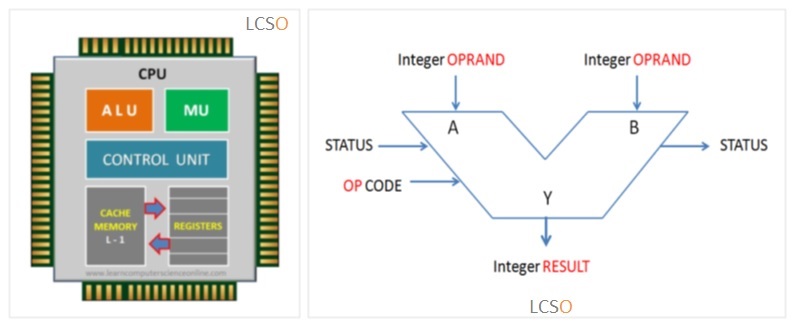 LCSO
CPU
ALU
MU
CONTROL UNIT
CACHE
MEMORY
L - 1
REGISTERS
www.learncomputerscienceonline.com
Integer OPRAND
Integer OPRAND
A
B
STATUS
STATUS
OP CODE
Y
Integer RESULT
LCSO